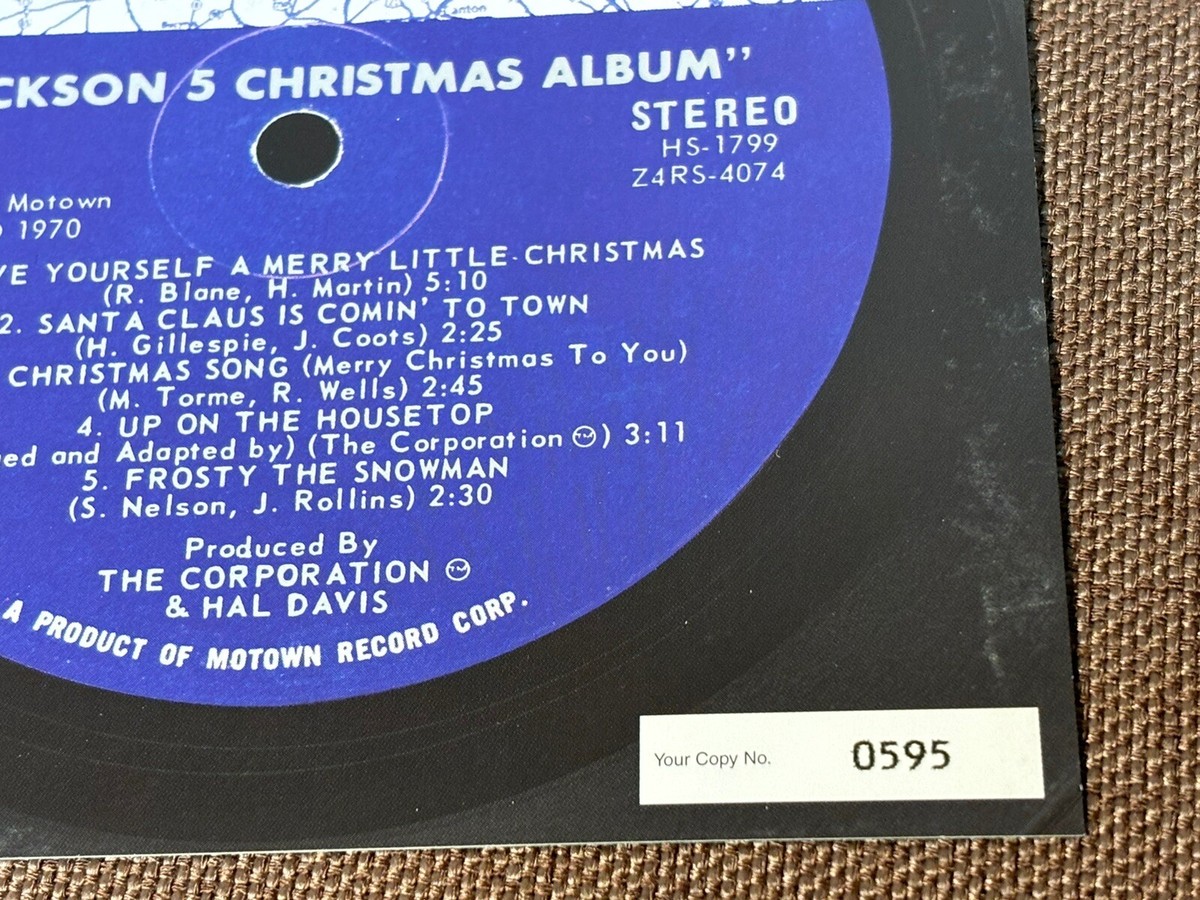 Canton
CKSON 5 CHRISTMAS ALBUM”
STEREO
HS-1799
Z4RS-4074
Motown
1970
VE YOURSELF A MERRY LITTLE CHRISTMAS
(R. Blane, H. Martin) 5:10
2. SANTA CLAUS IS COMIN' TO TOWN
(H. Gillespie, J. Coots) 2:25
CHRISTMAS SONG (Merry Christmas To You)
(M. Torme, R. Wells) 2:45
4. UP ON THE HOUSETOP
ed and Adapted by) (The Corporation ™) 3:11
5. FROSTY THE SNOWMAN
(S. Nelson, J. Rollins) 2:30
Produced By
THE CORPORATION ™
& HAL DAVIS
A PRODUCT OF MOTOWN RECORD CORP.
Your Copy No. 0595